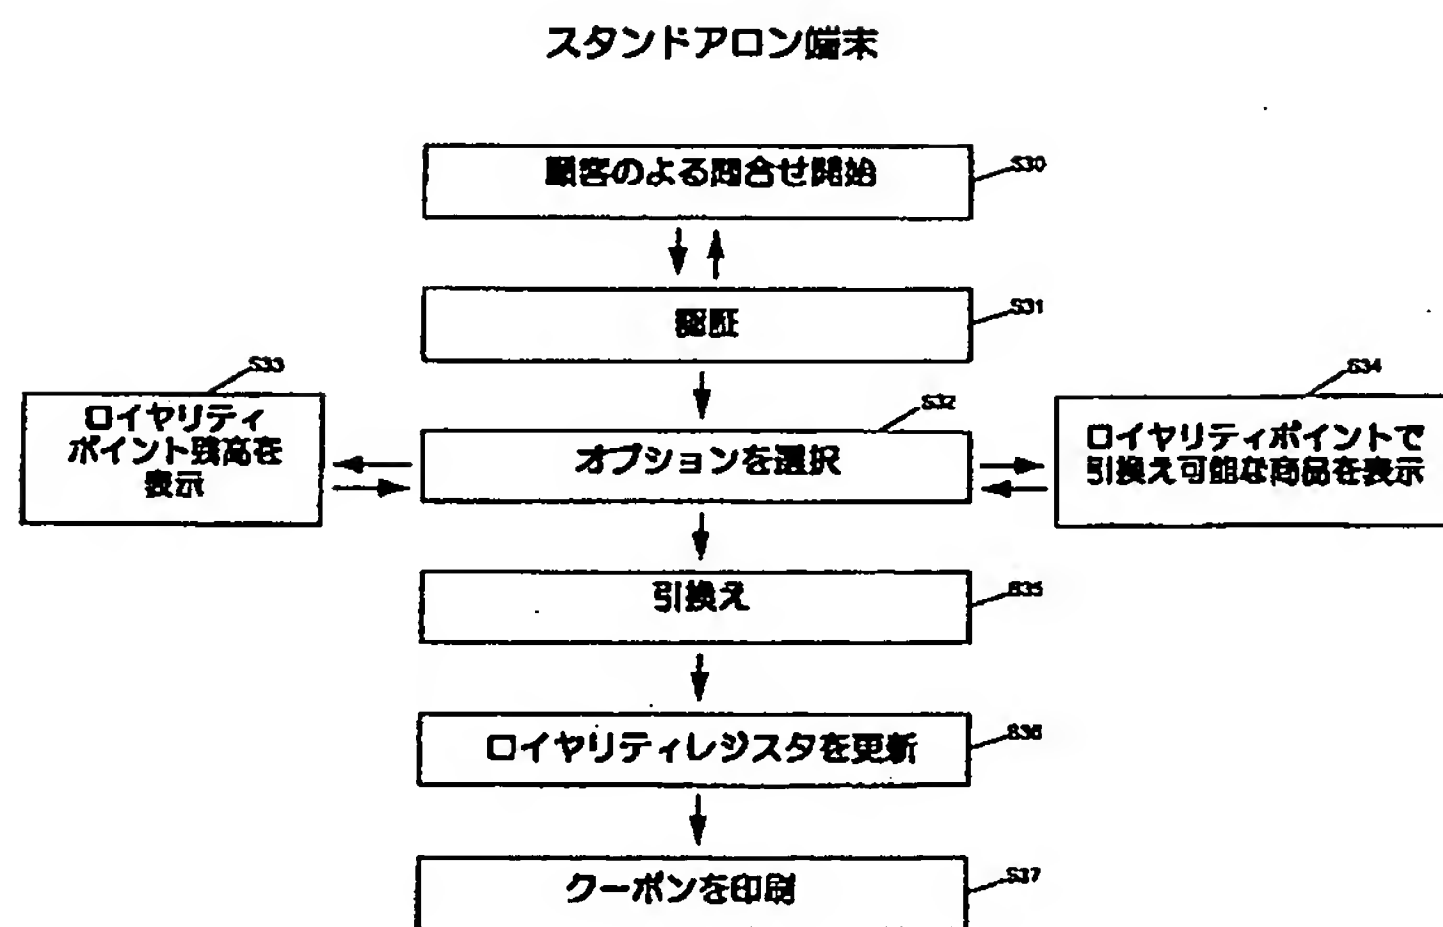 スタンドアロン端末
顧客のよる問合せ開始
S30
認証
S31
S33
ロイヤリティ
ポイント残高を
表示
S32
オプションを選択
S34
ロイヤリティポイントで
引換え可能な商品を表示
引換え
S35
ロイヤリティレジスタを更新
S36
クーポンを印刷
S37